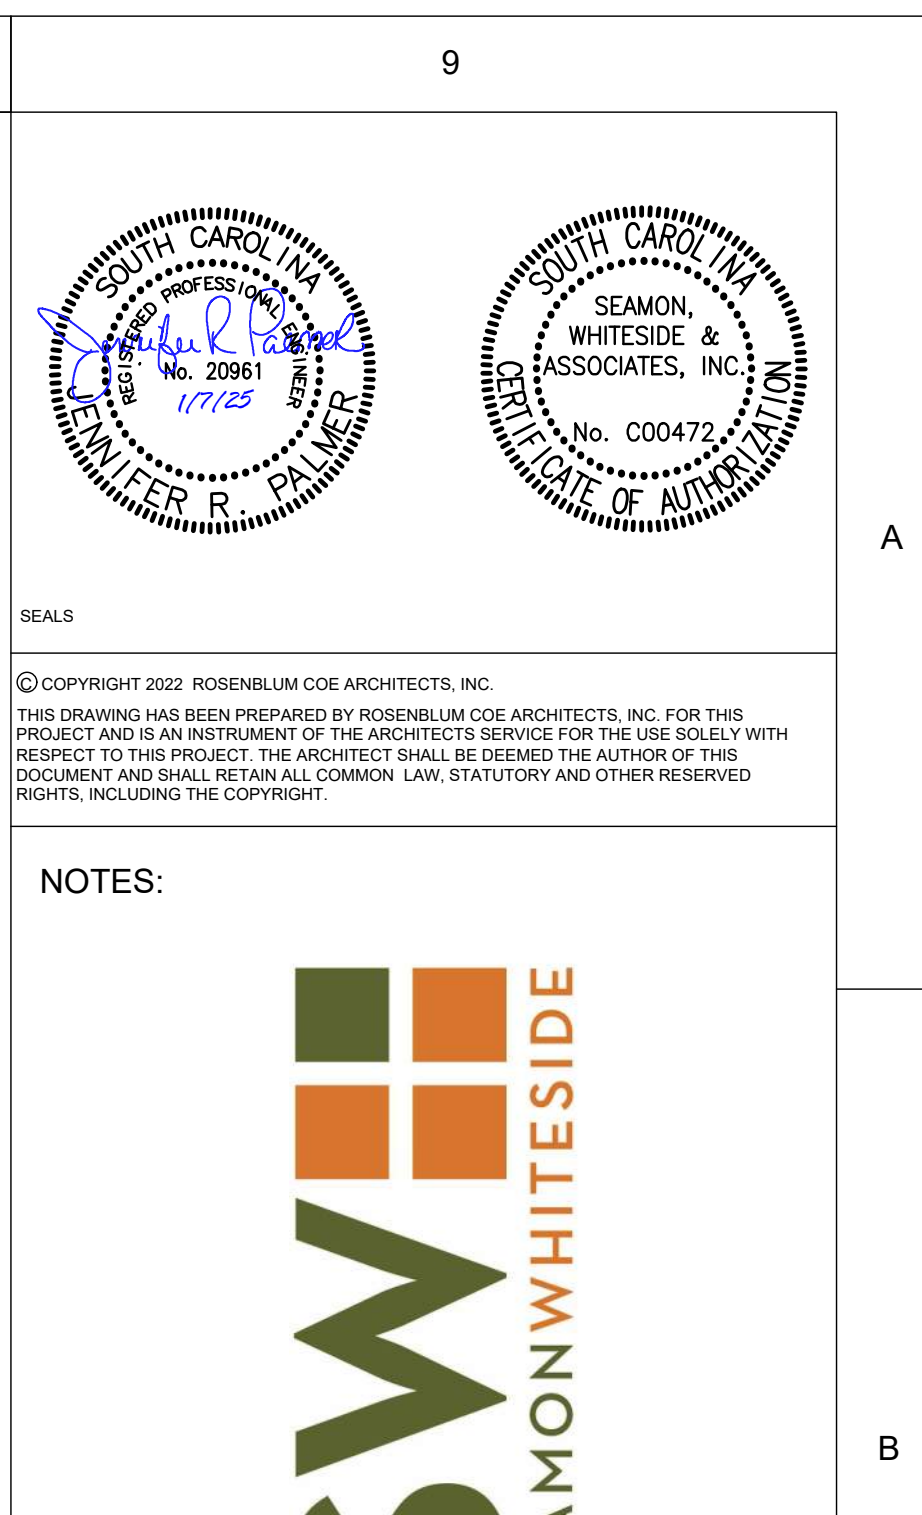 9
SOUTH CAROLINA
REGISTERED PROFESSIONAL ENGINEER
Jennifer R Palmer
No. 20961
1/7/25
JENNIFER R. PALMER
SOUTH CAROLINA
SEAMON,
WHITESIDE &
ASSOCIATES, INC.
No. C00472
CERTIFICATE OF AUTHORIZATION
A
SEALS
© COPYRIGHT 2022 ROSENBLUM COE ARCHITECTS, INC.
THIS DRAWING HAS BEEN PREPARED BY ROSENBLUM COE ARCHITECTS, INC. FOR THIS
PROJECT AND IS AN INSTRUMENT OF THE ARCHITECTS SERVICE FOR THE USE SOLELY WITH
RESPECT TO THIS PROJECT. THE ARCHITECT SHALL BE DEEMED THE AUTHOR OF THIS
DOCUMENT AND SHALL RETAIN ALL COMMON LAW, STATUTORY AND OTHER RESERVED
RIGHTS, INCLUDING THE COPYRIGHT.
NOTES:
W
MONWHITESIDE
B